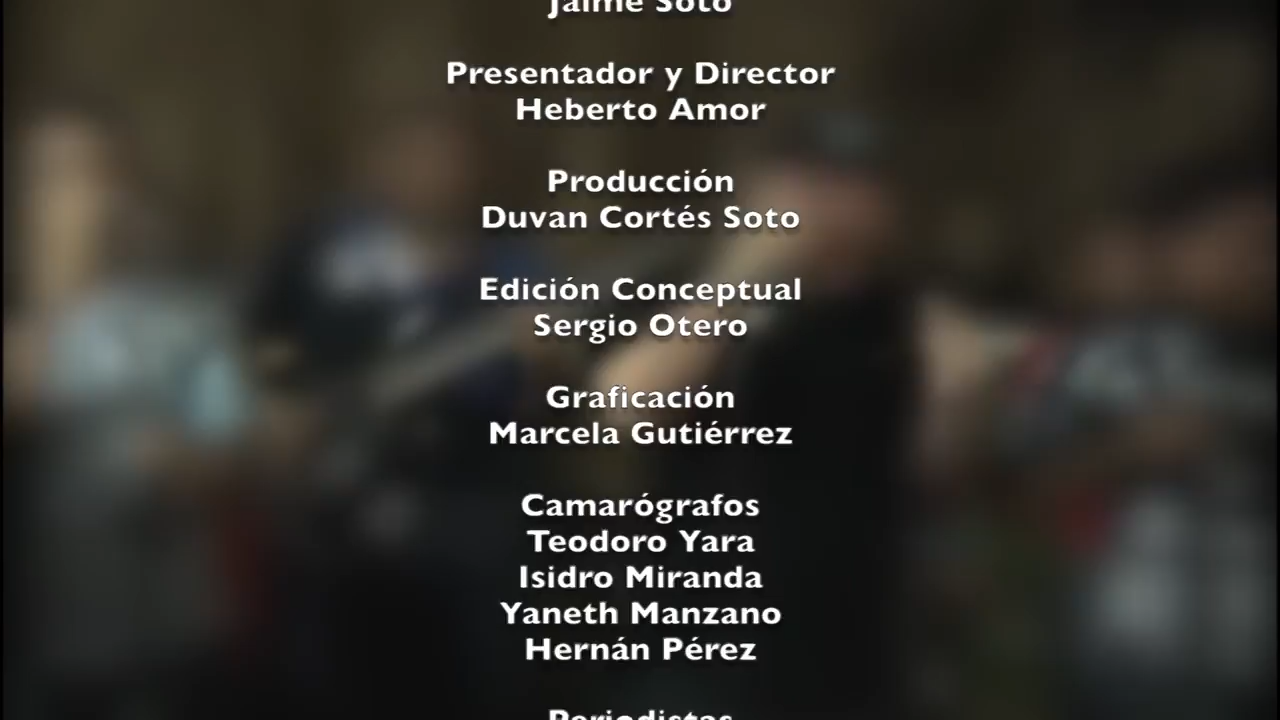 Jaime Soto
Presentador y Director
Heberto Amor
Producción
Duvan Cortés Soto
Edición Conceptual
Sergio Otero
Graficación
Marcela Gutiérrez
Camarógrafos
Teodoro Yara
Isidro Miranda
Yaneth Manzano
Hernán Pérez
Periodistas